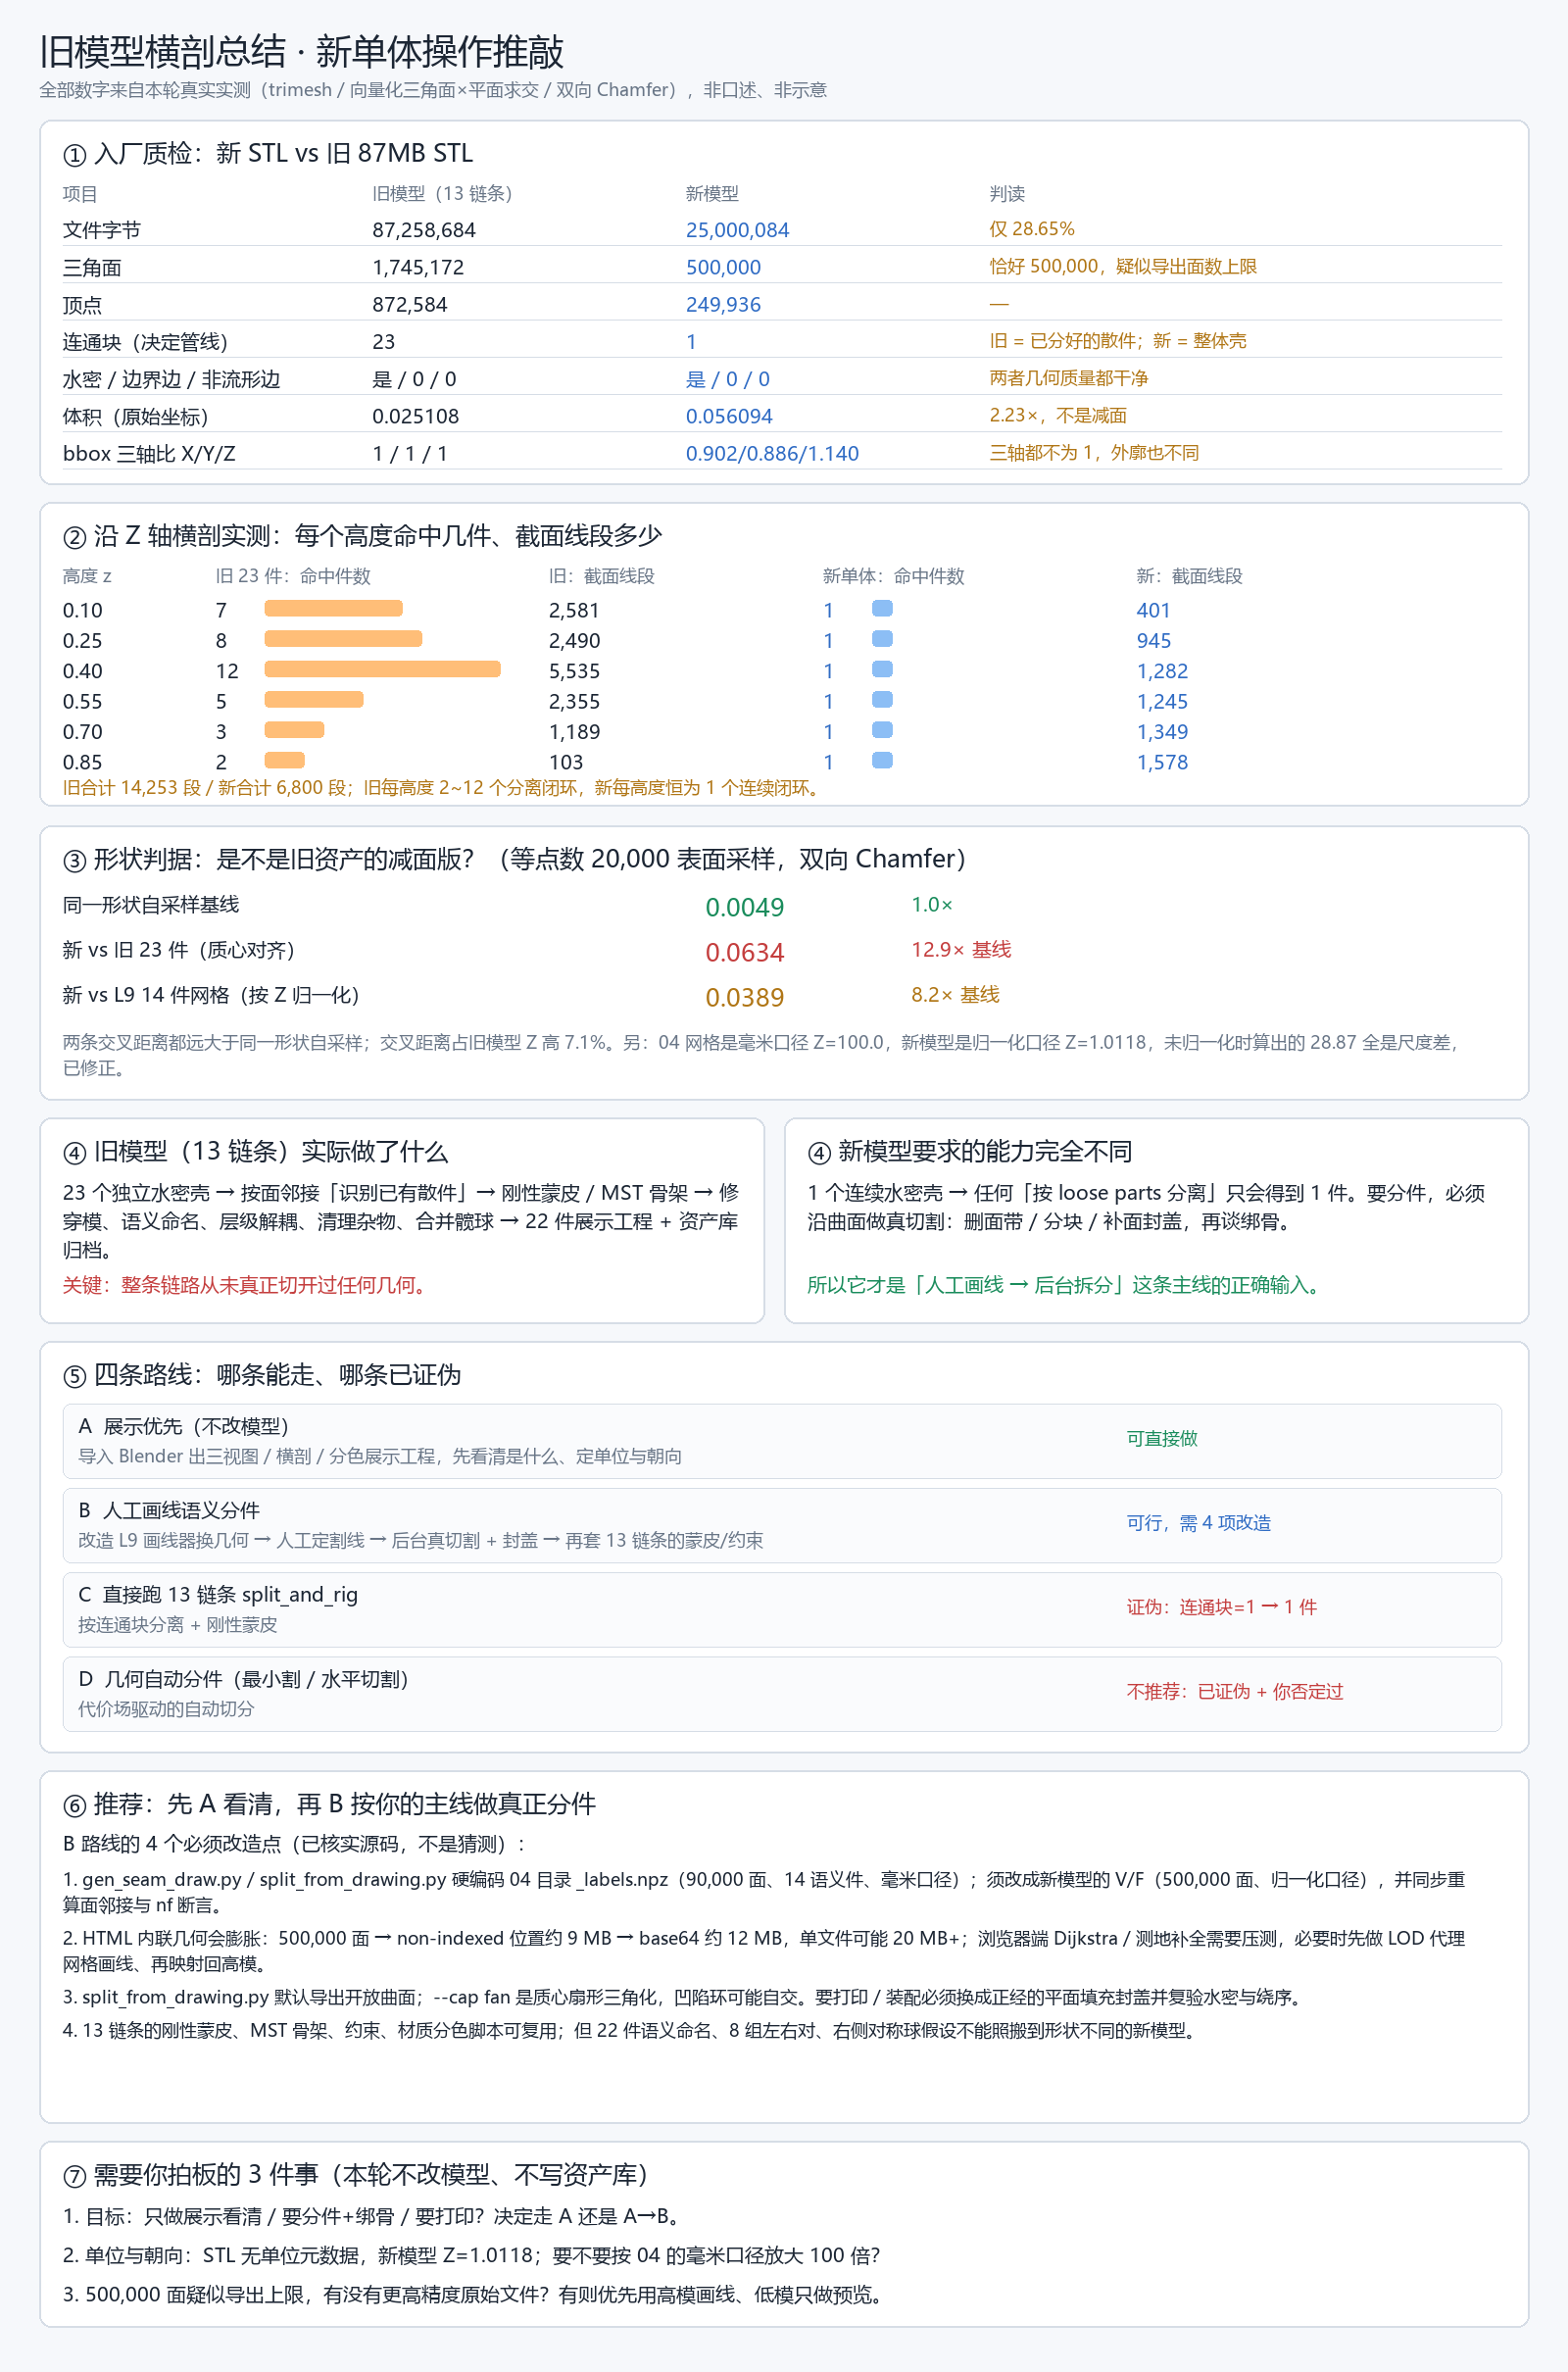 旧模型横剖总结 · 新单体操作推敲
全部数字来自本轮真实实测（trimesh / 向量化三角面×平面求交 / 双向 Chamfer），非口述、非示意
① 入厂质检：新 STL vs 旧 87MB STL
项目 旧模型（13 链条） 新模型 判读
文件字节 87,258,684 25,000,084 仅 28.65%
三角面 1,745,172 500,000 恰好 500,000，疑似导出面数上限
顶点 872,584 249,936 —
连通块（决定管线） 23 1 旧 = 已分好的散件；新 = 整体壳
水密 / 边界边 / 非流形边 是 / 0 / 0 是 / 0 / 0 两者几何质量都干净
体积（原始坐标） 0.025108 0.056094 2.23×，不是减面
bbox 三轴比 X/Y/Z 1 / 1 / 1 0.902/0.886/1.140 三轴都不为 1，外廓也不同
② 沿 Z 轴横剖实测：每个高度命中几件、截面线段多少
高度 z 旧 23 件：命中件数 旧：截面线段 新单体：命中件数 新：截面线段
0.10 7 2,581 1 401
0.25 8 2,490 1 945
0.40 12 5,535 1 1,282
0.55 5 2,355 1 1,245
0.70 3 1,189 1 1,349
0.85 2 103 1 1,578
旧合计 14,253 段 / 新合计 6,800 段；旧每高度 2~12 个分离闭环，新每高度恒为 1 个连续闭环。
③ 形状判据：是不是旧资产的减面版？（等点数 20,000 表面采样，双向 Chamfer）
同一形状自采样基线 0.0049 1.0×
新 vs 旧 23 件（质心对齐） 0.0634 12.9× 基线
新 vs L9 14 件网格（按 Z 归一化） 0.0389 8.2× 基线
两条交叉距离都远大于同一形状自采样；交叉距离占旧模型 Z 高 7.1%。另：04 网格是毫米口径 Z=100.0，新模型是归一化口径 Z=1.0118，未归一化时算出的 28.87 全是尺度差，
已修正。
④ 旧模型（13 链条）实际做了什么
23 个独立水密壳 → 按面邻接「识别已有散件」→ 刚性蒙皮 / MST 骨架 → 修
穿模、语义命名、层级解耦、清理杂物、合并髋球 → 22 件展示工程 + 资产库
归档。
关键：整条链路从未真正切开过任何几何。
④ 新模型要求的能力完全不同
1 个连续水密壳 → 任何「按 loose parts 分离」只会得到 1 件。要分件，必须
沿曲面做真切割：删面带 / 分块 / 补面封盖，再谈绑骨。
所以它才是「人工画线 → 后台拆分」这条主线的正确输入。
⑤ 四条路线：哪条能走、哪条已证伪
A 展示优先（不改模型）
导入 Blender 出三视图 / 横剖 / 分色展示工程，先看清是什么、定单位与朝向
可直接做
B 人工画线语义分件
改造 L9 画线器换几何 → 人工定割线 → 后台真切割 + 封盖 → 再套 13 链条的蒙皮/约束
可行，需 4 项改造
C 直接跑 13 链条 split_and_rig
按连通块分离 + 刚性蒙皮
证伪：连通块=1 → 1 件
D 几何自动分件（最小割 / 水平切割）
代价场驱动的自动切分
不推荐：已证伪 + 你否定过
⑥ 推荐：先 A 看清，再 B 按你的主线做真正分件
B 路线的 4 个必须改造点（已核实源码，不是猜测）：
1. gen_seam_draw.py / split_from_drawing.py 硬编码 04 目录 _labels.npz（90,000 面、14 语义件、毫米口径）；须改成新模型的 V/F（500,000 面、归一化口径），并同步重
算面邻接与 nf 断言。
2. HTML 内联几何会膨胀：500,000 面 → non-indexed 位置约 9 MB → base64 约 12 MB，单文件可能 20 MB+；浏览器端 Dijkstra / 测地补全需要压测，必要时先做 LOD 代理
网格画线、再映射回高模。
3. split_from_drawing.py 默认导出开放曲面；--cap fan 是质心扇形三角化，凹陷环可能自交。要打印 / 装配必须换成正经的平面填充封盖并复验水密与绕序。
4. 13 链条的刚性蒙皮、MST 骨架、约束、材质分色脚本可复用；但 22 件语义命名、8 组左右对、右侧对称球假设不能照搬到形状不同的新模型。
⑦ 需要你拍板的 3 件事（本轮不改模型、不写资产库）
1. 目标：只做展示看清 / 要分件+绑骨 / 要打印？决定走 A 还是 A→B。
2. 单位与朝向：STL 无单位元数据，新模型 Z=1.0118；要不要按 04 的毫米口径放大 100 倍？
3. 500,000 面疑似导出上限，有没有更高精度原始文件？有则优先用高模画线、低模只做预览。